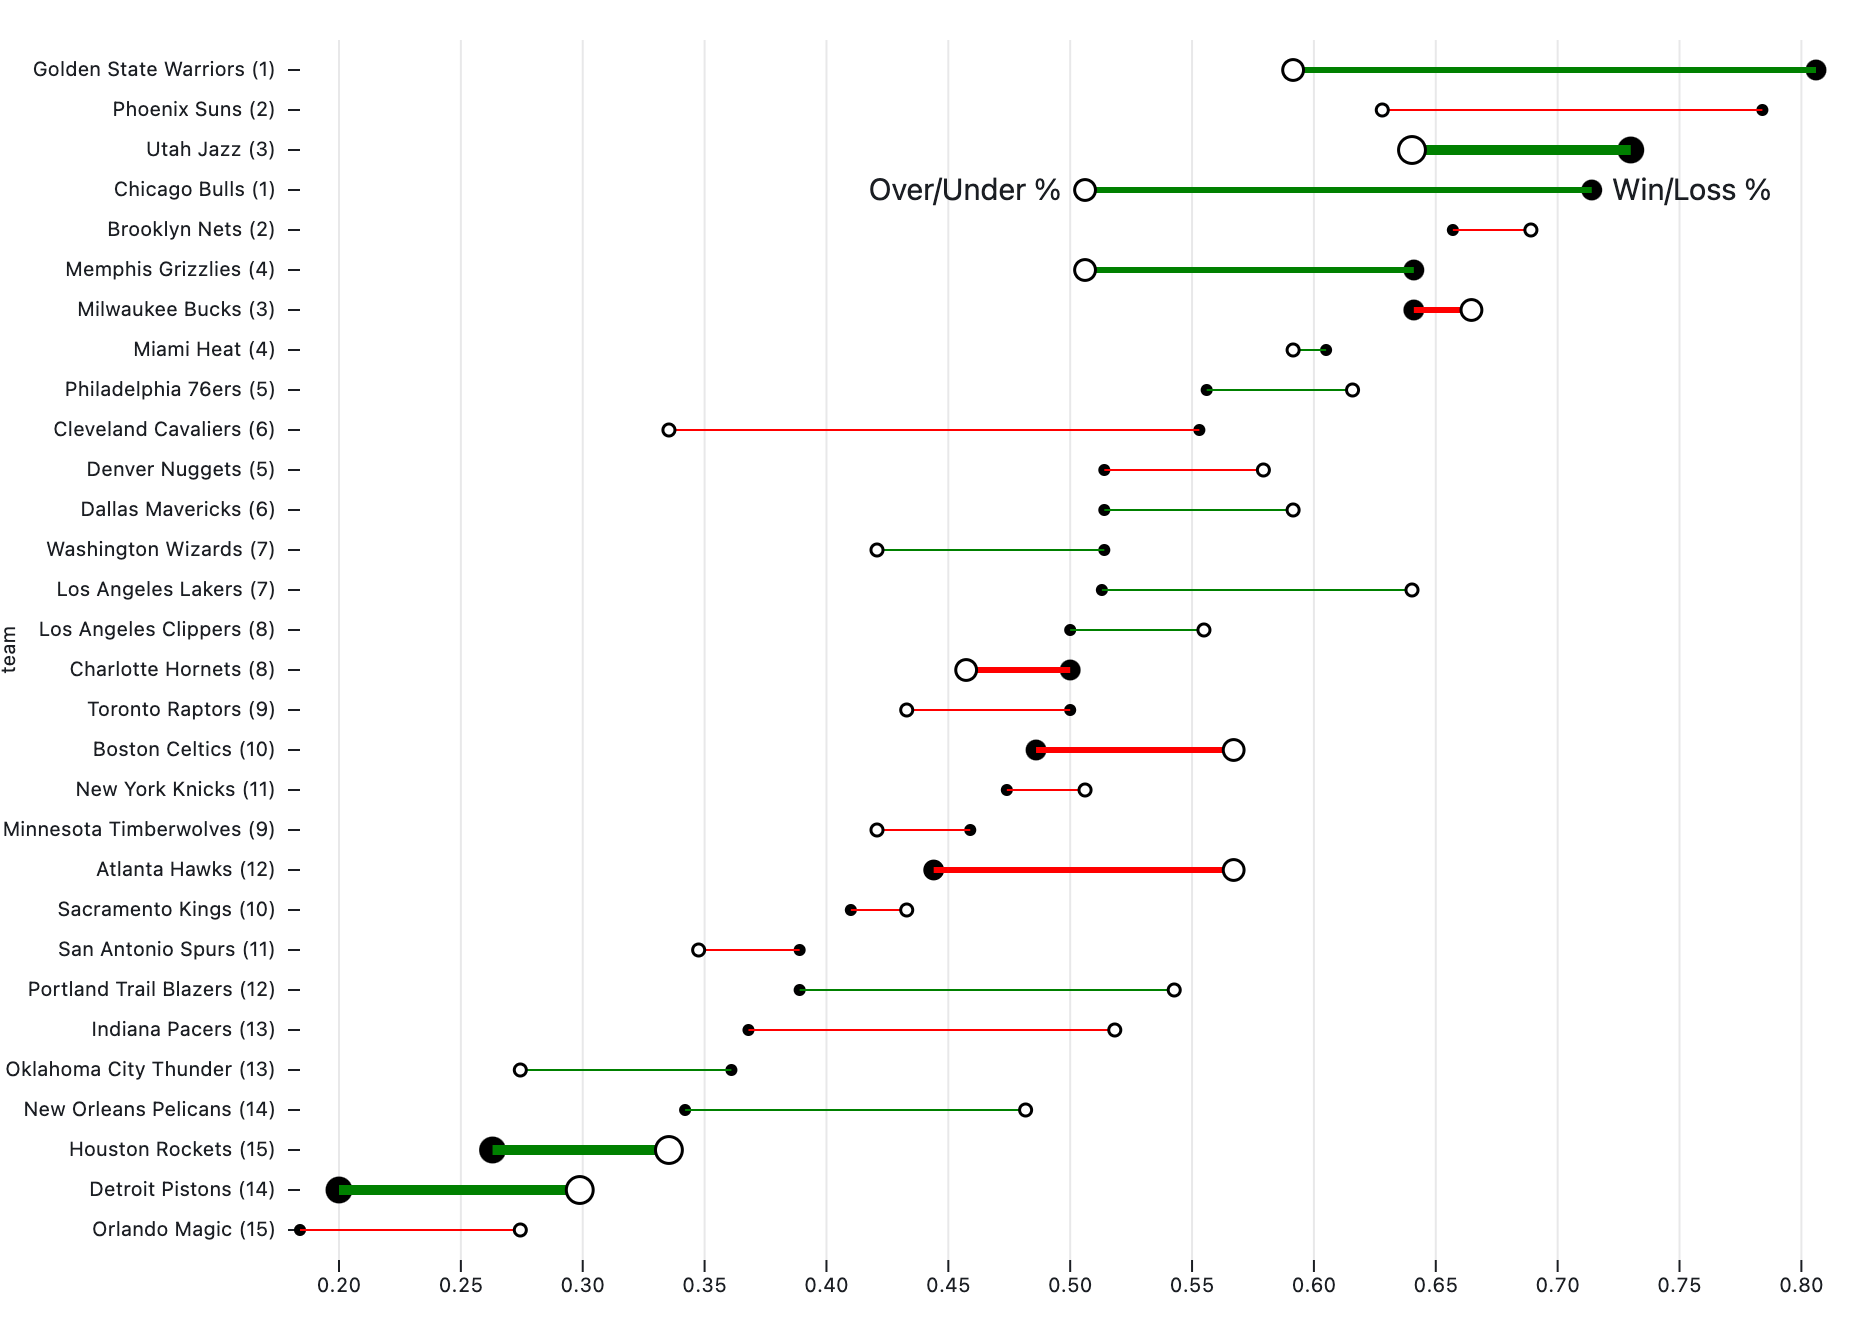 Golden State Warriors (1)
Phoenix Suns (2)
Utah Jazz (3)
Chicago Bulls (1)
Over/Under %
Win/Loss %
Brooklyn Nets (2)
Memphis Grizzlies (4)
Milwaukee Bucks (3)
Miami Heat (4)
Philadelphia 76ers (5)
Cleveland Cavaliers (6)
Denver Nuggets (5)
Dallas Mavericks (6)
Washington Wizards (7)
Los Angeles Lakers (7)
Los Angeles Clippers (8)
team
Charlotte Hornets (8)
Toronto Raptors (9)
Boston Celtics (10)
New York Knicks (11)
Minnesota Timberwolves (9)
Atlanta Hawks (12)
Sacramento Kings (10)
San Antonio Spurs (11)
Portland Trail Blazers (12)
Indiana Pacers (13)
Oklahoma City Thunder (13)
New Orleans Pelicans (14)
Houston Rockets (15)
Detroit Pistons (14)
Orlando Magic (15)
0.20 0.25 0.30 0.35 0.40 0.45 0.50 0.55 0.60 0.65 0.70 0.75 0.80